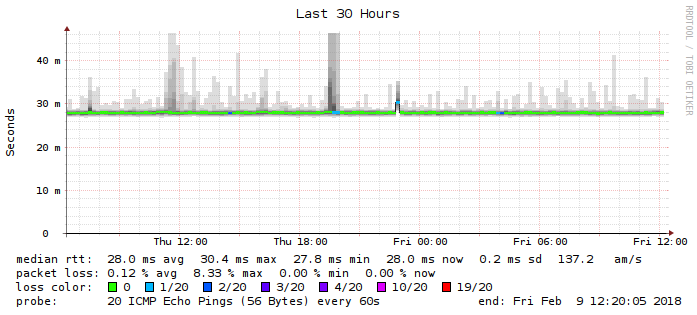 Last 30 Hours
RRDTOOL / TOBI OETIKER
Seconds
40 m
30 m
20 m
10 m
0
Thu 12:00 Thu 18:00 Fri 00:00 Fri 06:00 Fri 12:00
median rtt: 28.0 ms avg 30.4 ms max 27.8 ms min 28.0 ms now 0.2 ms sd 137.2 am/s
packet loss: 0.12 % avg 8.33 % max 0.00 % min 0.00 % now
loss color: 0 1/20 2/20 3/20 4/20 10/20 19/20
probe: 20 ICMP Echo Pings (56 Bytes) every 60s end: Fri Feb 9 12:20:05 2018